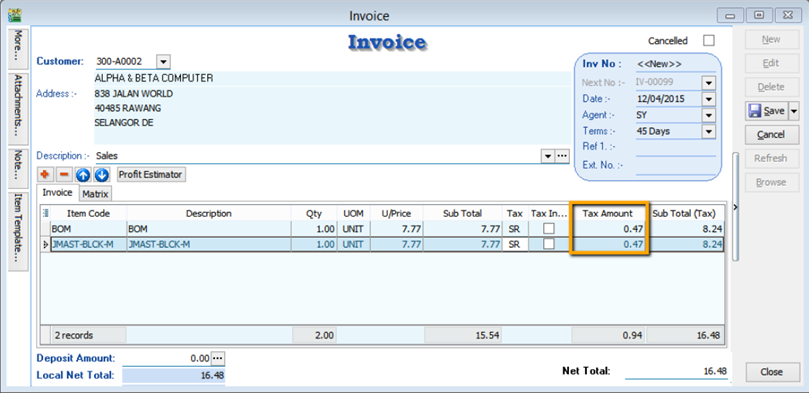 Invoice
Invoice
Cancelled
Customer: 300-A0002
ALPHA & BETA COMPUTER
Address :- 838 JALAN WORLD
40485 RAWANG
SELANGOR DE
Inv No : <<New>>
Next No :- IV-00099
Date :- 12/04/2015
Agent :- SY
Terms :- 45 Days
Ref 1. :-
Ext. No. :-
Description :- Sales
Profit Estimator
Invoice Matrix
Item Code Description Qty UOM U/Price Sub Total Tax Tax In... Tax Amount Sub Total (Tax)
BOM BOM 1.00 UNIT 7.77 7.77 SR 0.47 8.24
JMAST-BLCK-M JMAST-BLCK-M 1.00 UNIT 7.77 7.77 SR 0.47 8.24
2 records 2.00 15.54 0.94 16.48
Deposit Amount: 0.00
Local Net Total: 16.48
Net Total: 16.48
More...
Attachments...
Note...
Item Template...
New
Edit
Delete
Save
Cancel
Refresh
Browse
Close